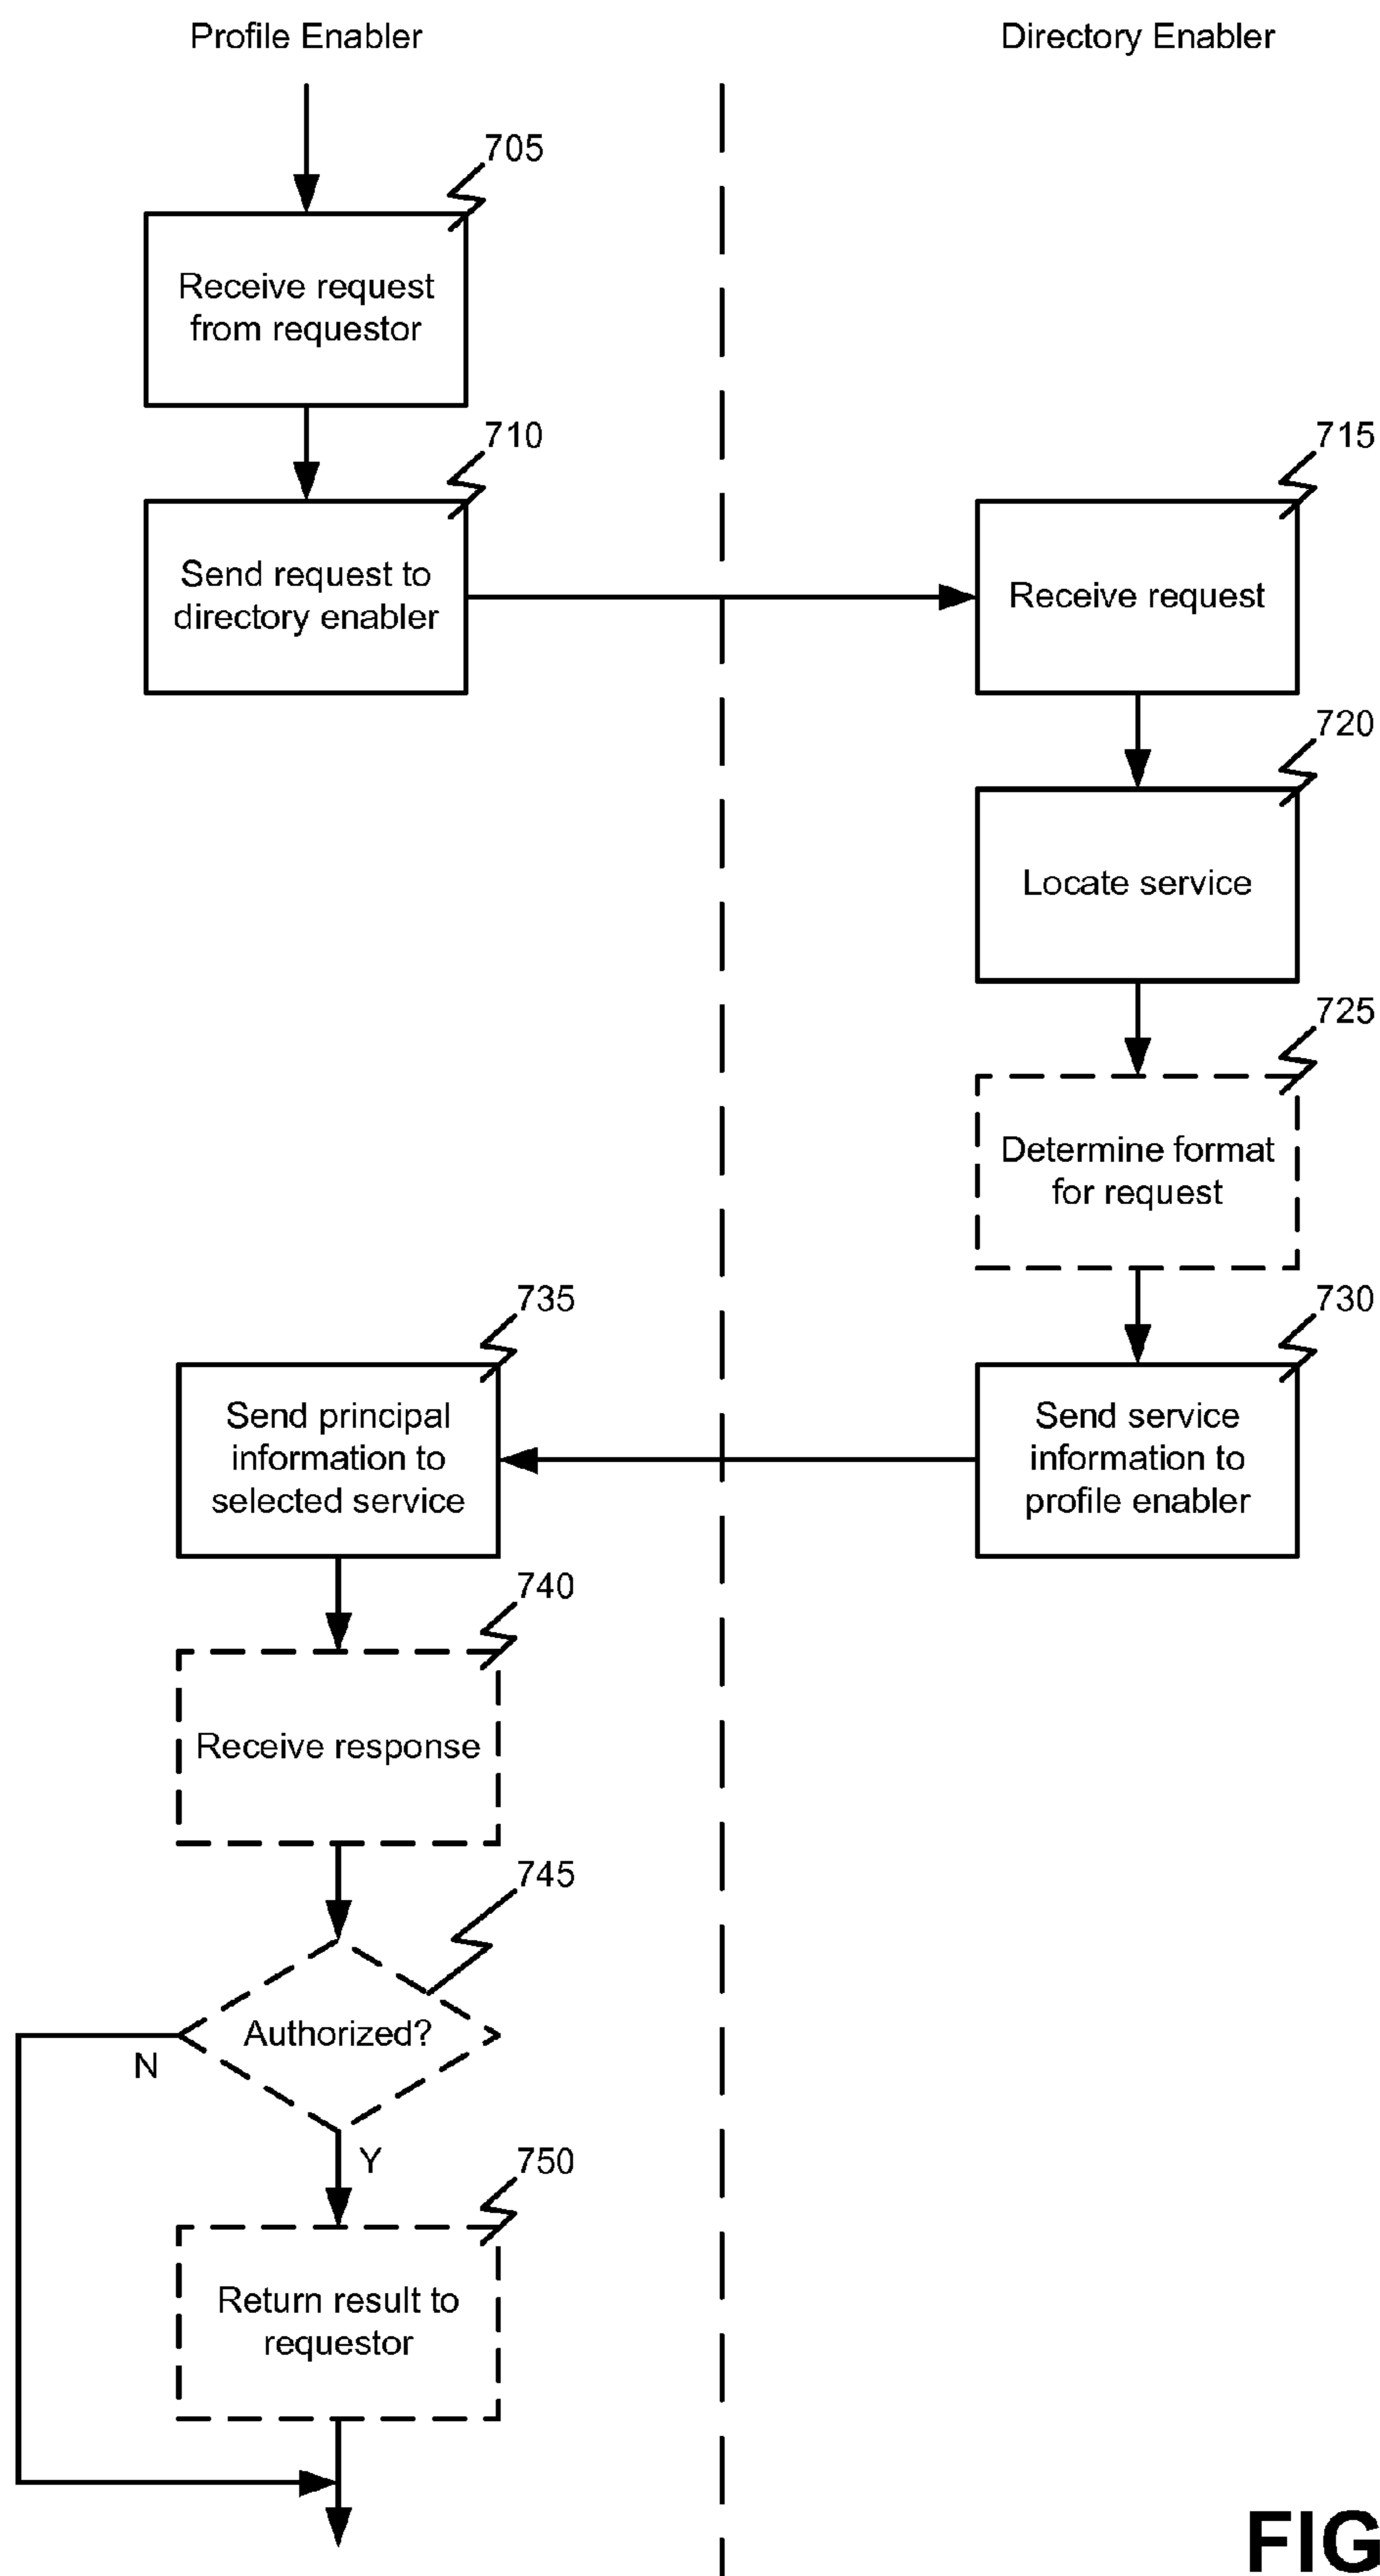 Profile Enabler
Directory Enabler
705
Receive request
from requestor
710
Send request to
directory enabler
715
Receive request
720
Locate service
725
Determine format
for request
730
Send service
information to
profile enabler
735
Send principal
information to
selected service
740
Receive response
745
Authorized?
N
Y
750
Return result to
requestor
FIG